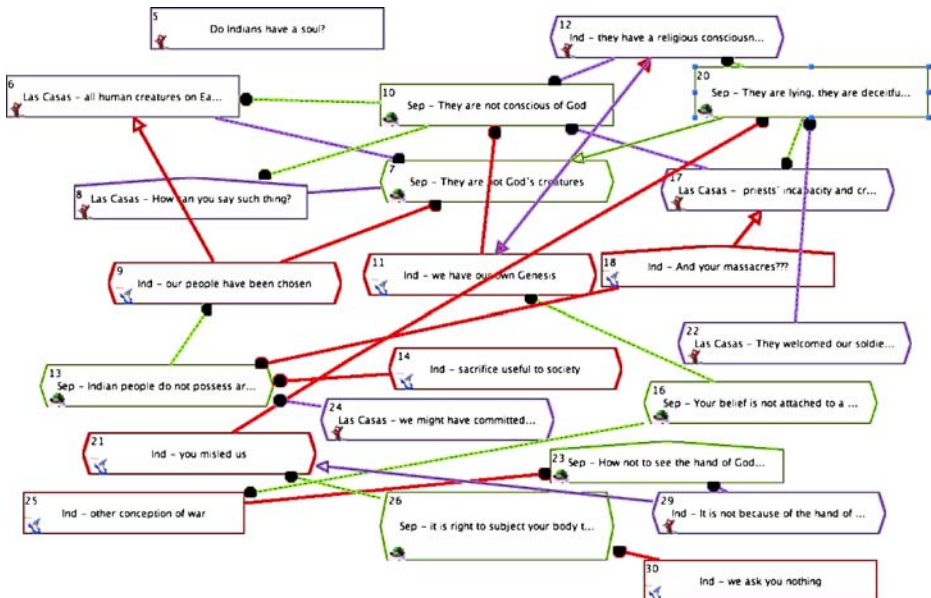 5
Do Indians have a soul?
12
Ind – they have a religious consciousn...
6
Las Casas – all human creatures on Ea...
10
Sep – They are not conscious of God
20
Sep – They are lying, they are deceitfu...
7
Sep – They are not God's creatures
8
Las Casas – How can you say such thing?
17
Las Casas – priests' incapacity and cr...
9
Ind – our people have been chosen
11
Ind – we have our own Genesis
18
Ind – And your massacres???
22
Las Casas – They welcomed our soldie...
13
Sep – Indian people do not possess ar...
14
Ind – sacrifice useful to society
16
Sep – Your belief is not attached to a ...
24
Las Casas – we might have committed...
21
Ind – you misled us
23
Sep – How not to see the hand of God...
25
Ind – other conception of war
26
Sep – it is right to subject your body t...
29
Ind – It is not because of the hand of ...
30
Ind – we ask you nothing